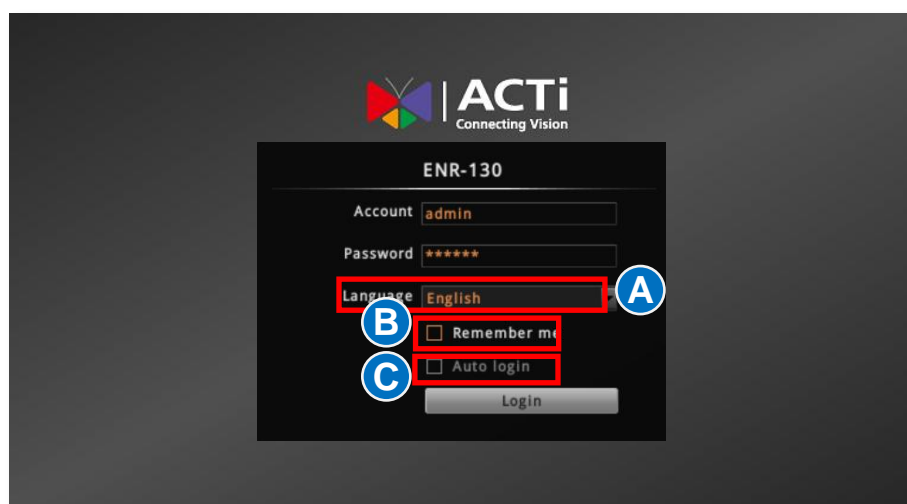 ACTi
Connecting Vision
ENR-130
Account admin
Password ******
Language English A
B Remember me
C Auto login
Login